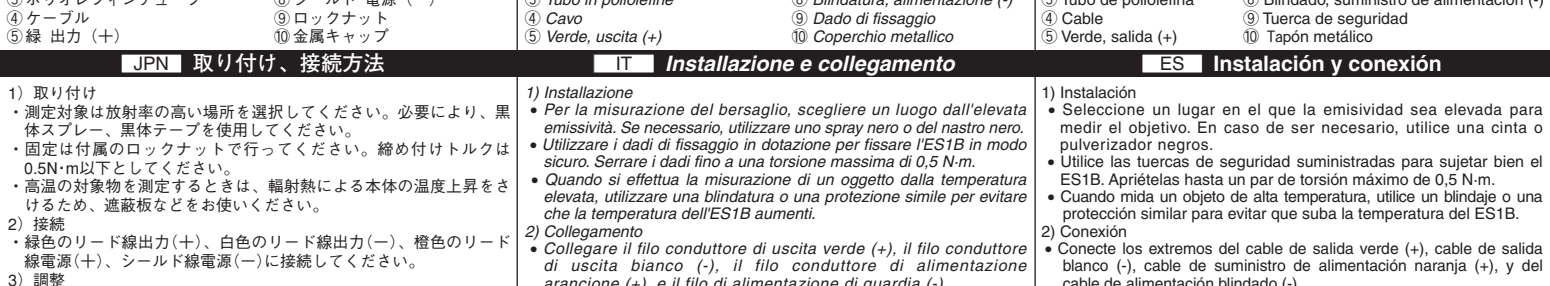 ③ポリオレフィンチューブ ⑧シールド 電源（－）
④ケーブル ⑨ロックナット
⑤緑 出力（＋） ⑩金属キャップ
JPN 取り付け、接続方法
1）取り付け
・測定対象は放射率の高い場所を選択してください。必要により、黒
体スプレー、黒体テープを使用してください。
・固定は付属のロックナットで行ってください。締め付けトルクは
0.5N･m以下としてください。
・高温の対象物を測定するときは、輻射熱による本体の温度上昇をさ
けるため、遮蔽板などをお使いください。
2）接続
・緑色のリード線出力（＋）、白色のリード線出力（－）、橙色のリード
線電源（＋）、シールド線電源（－）に接続してください。
3）調整
③ Tubo in poliolefine ⑧ Blindatura, alimentazione (-)
④ Cavo ⑨ Dado di fissaggio
⑤ Verde, uscita (+) ⑩ Coperchio metallico
IT Installazione e collegamento
1) Installazione
• Per la misurazione del bersaglio, scegliere un luogo dall'elevata
emissività. Se necessario, utilizzare uno spray nero o del nastro nero.
• Utilizzare i dadi di fissaggio in dotazione per fissare l'ES1B in modo
sicuro. Serrare i dadi fino a una torsione massima di 0,5 N·m.
• Quando si effettua la misurazione di un oggetto dalla temperatura
elevata, utilizzare una blindatura o una protezione simile per evitare
che la temperatura dell'ES1B aumenti.
2) Collegamento
• Collegare il filo conduttore di uscita verde (+), il filo conduttore
di uscita bianco (-), il filo conduttore di alimentazione
arancione (+), e il filo di alimentazione di guardia (-).
③ Tubo de poliolefina ⑧ Blindado, suministro de alimentación (-)
④ Cable ⑨ Tuerca de seguridad
⑤ Verde, salida (+) ⑩ Tapón metálico
ES Instalación y conexión
1) Instalación
• Seleccione un lugar en el que la emisividad sea elevada para
medir el objetivo. En caso de ser necesario, utilice una cinta o
pulverizador negros.
• Utilice las tuercas de seguridad suministradas para sujetar bien el
ES1B. Apriételas hasta un par de torsión máximo de 0,5 N·m.
• Cuando mida un objeto de alta temperatura, utilice un blindaje o una
protección similar para evitar que suba la temperatura del ES1B.
2) Conexión
• Conecte los extremos del cable de salida verde (+), cable de salida
blanco (-), cable de suministro de alimentación naranja (+), y del
cable de alimentación blindado (-).